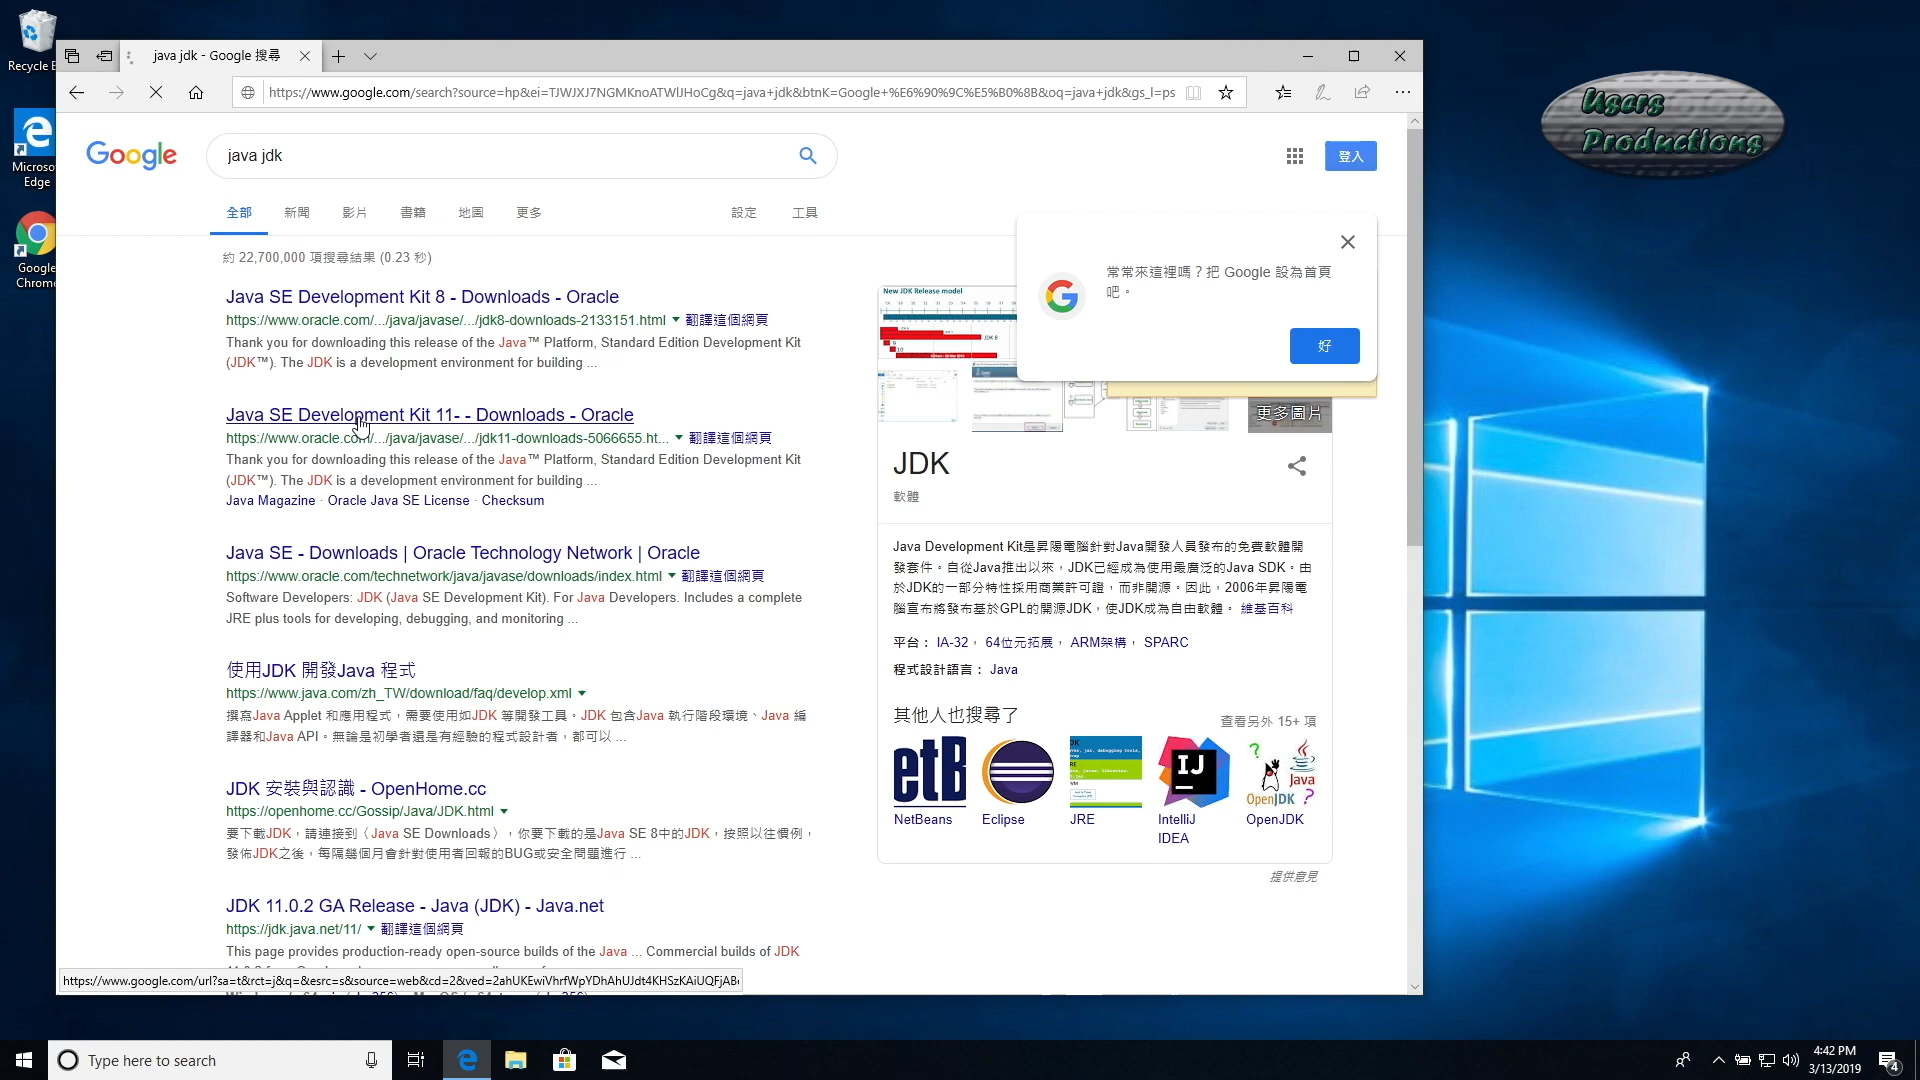 Recycle
Microso
Edge
Google
Chrom
java jdk - Google 搜尋
https://www.google.com/search?source=hp&ei=TJWJXJ7NGMKnoATWlJHoCg&q=java+jdk&btnK=Google+%E6%90%9C%E5%B0%8B&oq=java+jdk&gs_l=ps
Users
Productions
Google
java jdk
登入
全部 新聞 影片 書籍 地圖 更多 設定 工具
約 22,700,000 項搜尋結果 (0.23 秒)
常常來這裡嗎？把 Google 設為首頁
吧。
好
Java SE Development Kit 8 - Downloads - Oracle
https://www.oracle.com/.../java/javase/.../jdk8-downloads-2133151.html 翻譯這個網頁
Thank you for downloading this release of the Java™ Platform, Standard Edition Development Kit
(JDK™). The JDK is a development environment for building ...
New JDK Release model
JDK 8
10
更多圖片
Java SE Development Kit 11- - Downloads - Oracle
https://www.oracle.com/.../java/javase/.../jdk11-downloads-5066655.ht... 翻譯這個網頁
Thank you for downloading this release of the Java™ Platform, Standard Edition Development Kit
(JDK™). The JDK is a development environment for building ...
Java Magazine · Oracle Java SE License · Checksum
JDK
軟體
Java SE - Downloads | Oracle Technology Network | Oracle
https://www.oracle.com/technetwork/java/javase/downloads/index.html 翻譯這個網頁
Software Developers: JDK (Java SE Development Kit). For Java Developers. Includes a complete
JRE plus tools for developing, debugging, and monitoring ...
Java Development Kit是昇陽電腦針對Java開發人員發布的免費軟體開
發套件。自從Java推出以來，JDK已經成為使用最廣泛的Java SDK。由
於JDK的一部分特性採用商業許可證，而非開源。因此，2006年昇陽電
腦宣布將發布基於GPL的開源JDK，使JDK成為自由軟體。 維基百科
平台： IA-32， 64位元拓展， ARM架構， SPARC
程式設計語言： Java
使用JDK 開發Java 程式
https://www.java.com/zh_TW/download/faq/develop.xml
撰寫Java Applet 和應用程式，需要使用如JDK 等開發工具。JDK 包含Java 執行階段環境、Java 編
譯器和Java API。無論是初學者還是有經驗的程式設計者，都可以 ...
其他人也搜尋了
查看另外 15+ 項
etB
IJ
Java
OpenJDK
NetBeans Eclipse JRE IntelliJ
IDEA OpenJDK
提供意見
JDK 安裝與認識 - OpenHome.cc
https://openhome.cc/Gossip/Java/JDK.html
要下載JDK，請連接到〈Java SE Downloads〉，你要下載的是Java SE 8中的JDK，按照以往慣例，
發佈JDK之後，每隔幾個月會針對使用者回報的BUG或安全問題進行 ...
JDK 11.0.2 GA Release - Java (JDK) - Java.net
https://jdk.java.net/11/ 翻譯這個網頁
This page provides production-ready open-source builds of the Java ... Commercial builds of JDK
https://www.google.com/url?sa=t&rct=j&q=&esrc=s&source=web&cd=2&ved=2ahUKEwiVhrfWpYDhAhUJdt4KHSzKAiUQFjAB
Type here to search
4:42 PM
3/13/2019
4